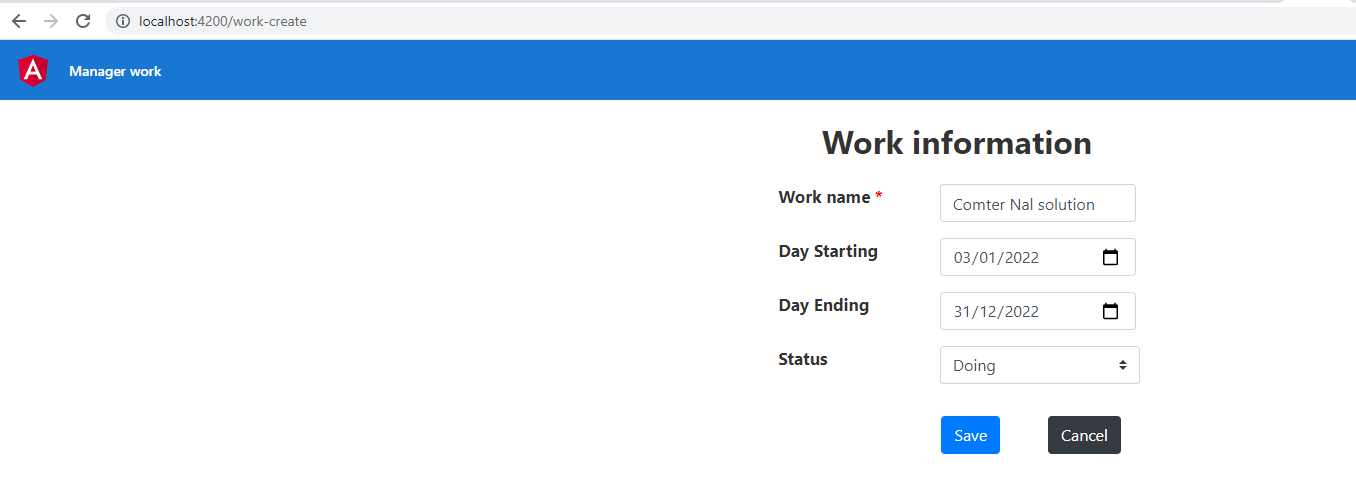 localhost:4200/work-create
Manager work
Work information
Work name *
Comter Nal solution
Day Starting
03/01/2022
Day Ending
31/12/2022
Status
Doing
Save
Cancel